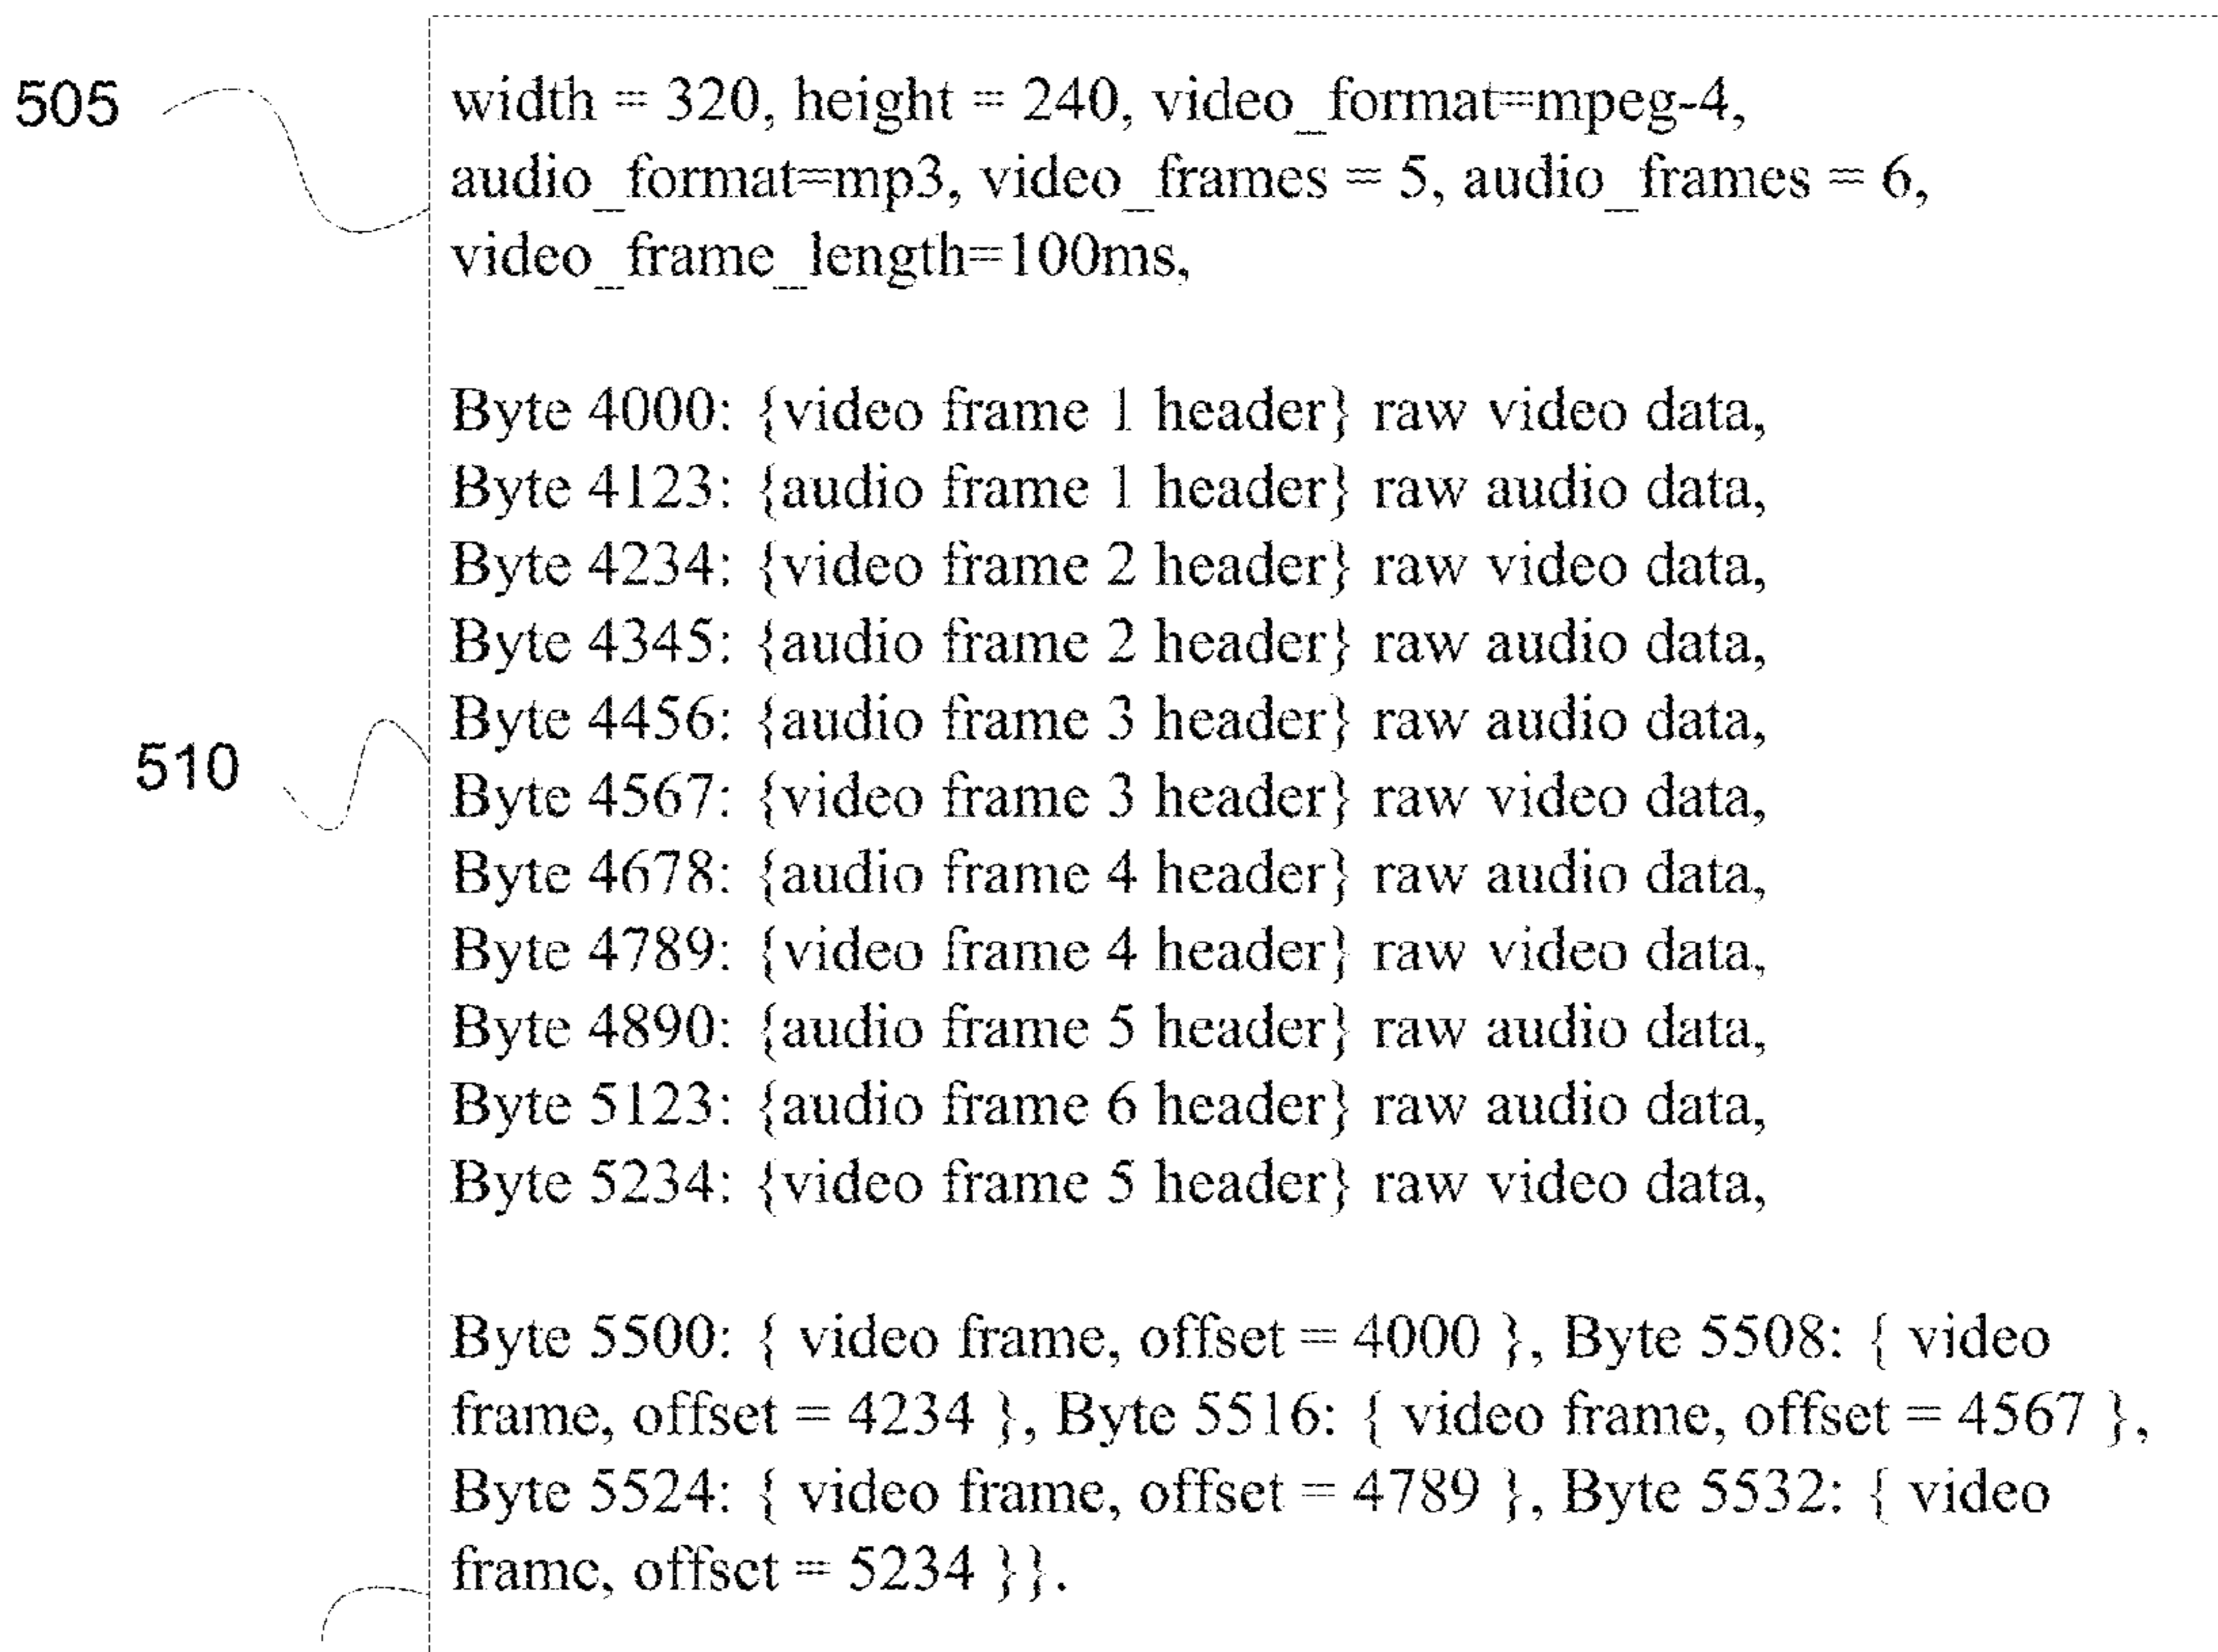 505
width = 320, height = 240, video_format=mpeg-4,
audio_format=mp3, video_frames = 5, audio_frames = 6,
video_frame_length=100ms,
Byte 4000: {video frame 1 header} raw video data,
Byte 4123: {audio frame 1 header} raw audio data,
Byte 4234: {video frame 2 header} raw video data,
Byte 4345: {audio frame 2 header} raw audio data,
Byte 4456: {audio frame 3 header} raw audio data,
510
Byte 4567: {video frame 3 header} raw video data,
Byte 4678: {audio frame 4 header} raw audio data,
Byte 4789: {video frame 4 header} raw video data,
Byte 4890: {audio frame 5 header} raw audio data,
Byte 5123: {audio frame 6 header} raw audio data,
Byte 5234: {video frame 5 header} raw video data,
Byte 5500: { video frame, offset = 4000 }, Byte 5508: { video
frame, offset = 4234 }, Byte 5516: { video frame, offset = 4567 },
Byte 5524: { video frame, offset = 4789 }, Byte 5532: { video
frame, offset = 5234 }}.